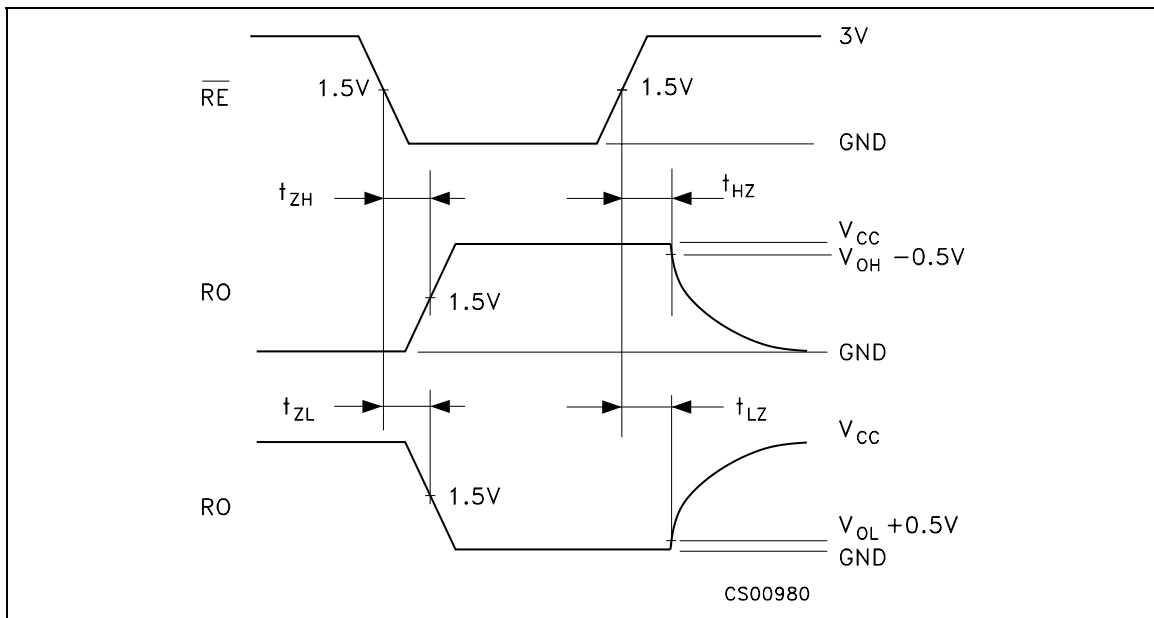 3V
1.5V
1.5V
R̅E̅
GND
tZH
tHZ
VCC
VOH −0.5V
RO
1.5V
GND
tZL
tLZ
VCC
1.5V
RO
VOL +0.5V
GND
CS00980